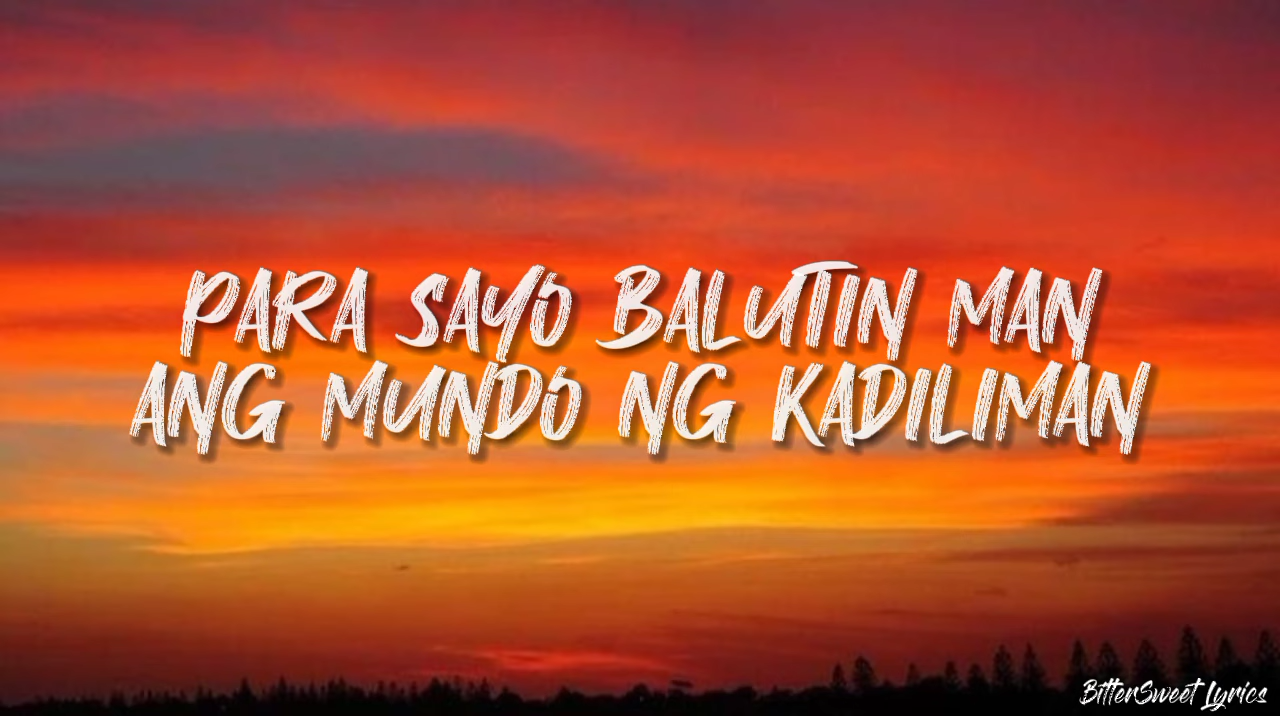 PARA SAYO BALUTIN MAN
ANG MUNDO NG KADILIMAN
BitterSweet Lyrics